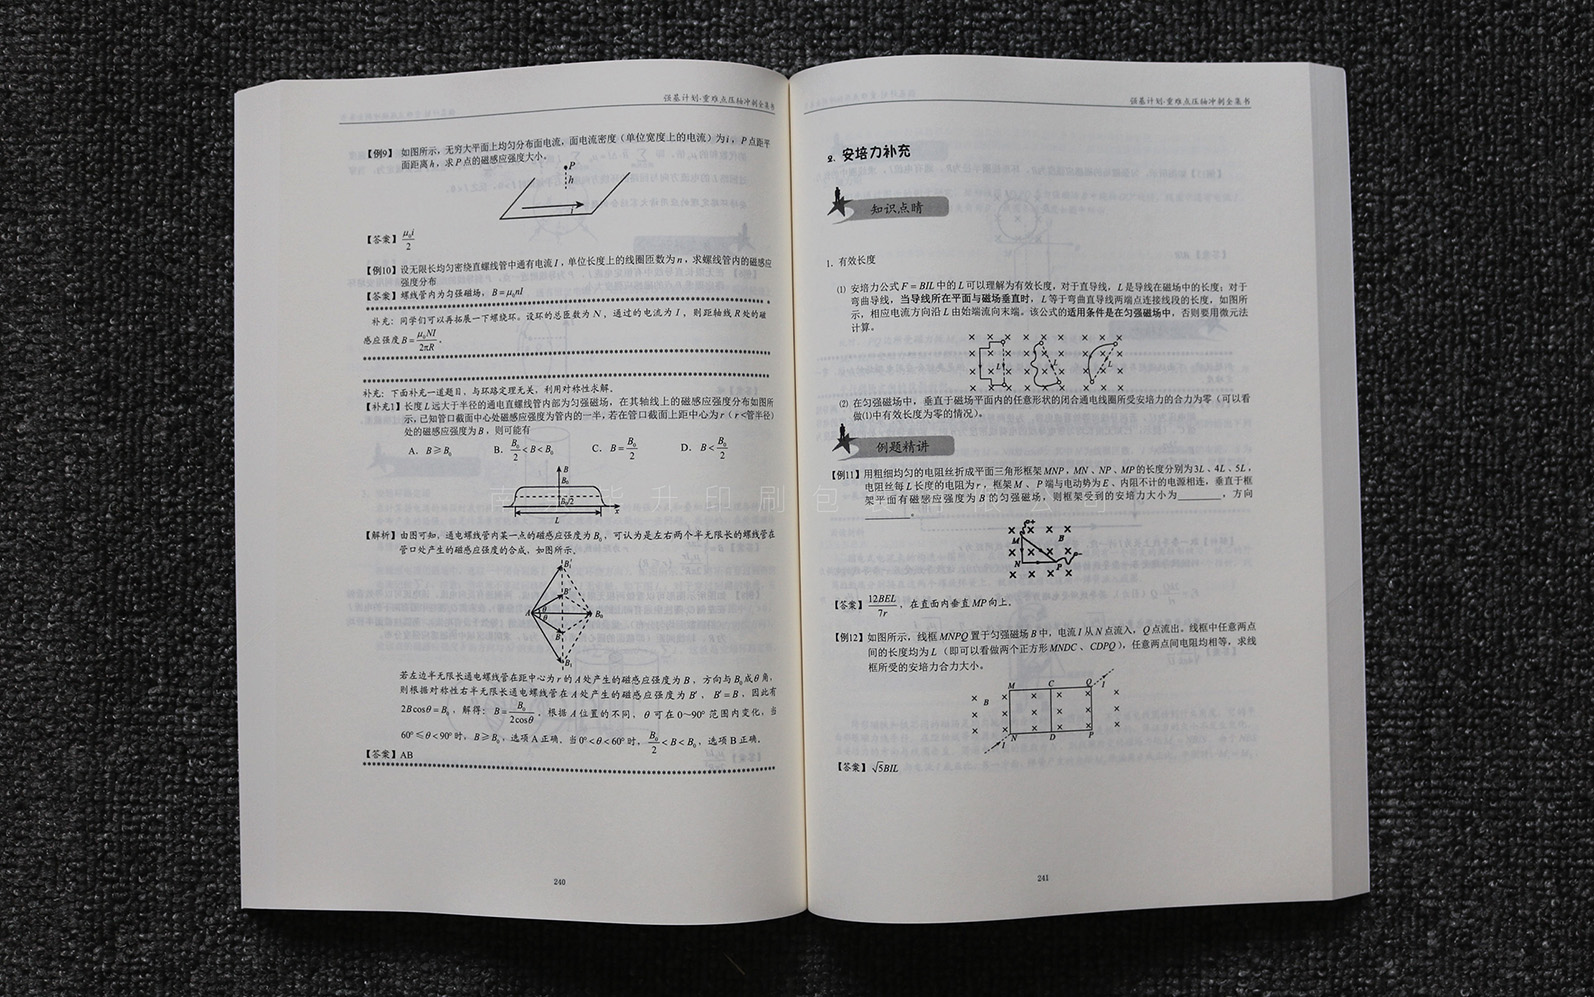 强基计划·重难点压轴冲刺全集书
【例9】 如图所示，无穷大平面上均匀分布面电流，面电流密度（单位宽度上的电流）为i，P点距平
面距离h，求P点的磁感应强度大小。
P
h
i
【答案】μ₀i/2
【例10】设无限长均匀密绕直螺线管中通有电流I，单位长度上的线圈匝数为n，求螺线管内的磁感应
强度分布
【答案】螺线管内为匀强磁场，B=μ₀nI
补充：同学们可以再拓展一下螺绕环。设环的总匝数为N，通过的电流为I，则距轴线R处的磁
感应强度B=μ₀NI/2πR。
补充：下面补充一道题目，与环路定理无关，利用对称性求解。
【补充1】长度L远大于半径的通电直螺线管内部为匀强磁场，在其轴线上的磁感应强度分布如图所
示，已知管口截面中心处磁感应强度为管内的一半，若在管口截面上距中心为r（r<管半径）
处的磁感应强度为B，则可能有
A. B≥B₀ B. B₀/2<B<B₀ C. B=B₀/2 D. B<B₀/2
B
B₀
B₀/2
x
L
【解析】由图可知，通电螺线管内某一点的磁感应强度为B₀，可认为是左右两个半无限长的螺线管在
管口处产生的磁感应强度的合成，如图所示。
B₁'
B'
A θ θ B₀
B
B₁
若左边半无限长通电螺线管在距中心为r的A处产生的磁感应强度为B，方向与B₀成θ角，
则根据对称性右半无限长通电螺线管在A处产生的磁感应强度为B'，B'=B，因此有
2Bcosθ=B₀，解得：B=B₀/2cosθ。根据A位置的不同，θ可在0~90°范围内变化，当
60°≤θ<90°时，B≥B₀，选项A正确。当0°<θ<60°时，B₀/2<B<B₀，选项B正确。
【答案】AB
240
强基计划·重难点压轴冲刺全集书
2. 安培力补充
知识点睛
1. 有效长度
⑴ 安培力公式F=BIL中的L可以理解为有效长度，对于直导线，L是导线在磁场中的长度；对于
弯曲导线，当导线所在平面与磁场垂直时，L等于弯曲直导线两端点连接线段的长度，如图所
示，相应电流方向沿L由始端流向末端。该公式的适用条件是在匀强磁场中，否则要用微元法
计算。
L L L
⑵ 在匀强磁场中，垂直于磁场平面内的任意形状的闭合通电线圈所受安培力的合力为零（可以看
做⑴中有效长度为零的情况）。
例题精讲
【例11】用粗细均匀的电阻丝折成平面三角形框架MNP，MN、NP、MP的长度分别为3L、4L、5L，
电阻丝每L长度的电阻为r，框架M、P端与电动势为E、内阻不计的电源相连，垂直于框
架平面有磁感应强度为B的匀强磁场，则框架受到的安培力大小为________，方向
________。
M B
N P
【答案】12BEL/7r，在直面内垂直MP向上。
【例12】如图所示，线框MNPQ置于匀强磁场B中，电流I从N点流入，Q点流出。线框中任意两点
间的长度均为L（即可以看做两个正方形MNDC、CDPQ），任意两点间电阻均相等，求线
框所受的安培力合力大小。
M C Q I
B
I N D P
【答案】√5BIL
241